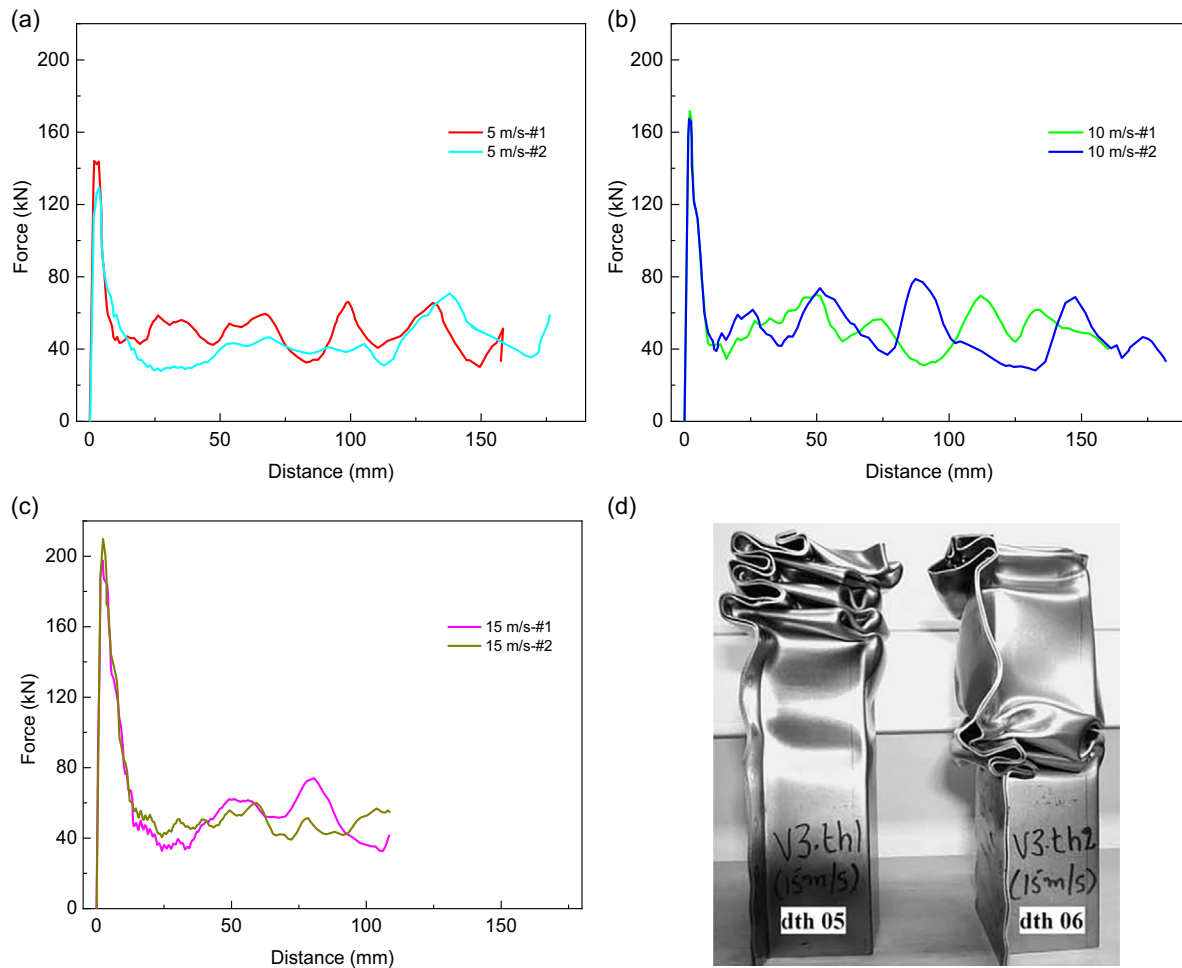 (a)
200
160
120
80
40
0
0
50
100
150
Force (kN)
Distance (mm)
5 m/s-#1
5 m/s-#2
(b)
200
160
120
80
40
0
0
50
100
150
Force (kN)
Distance (mm)
10 m/s-#1
10 m/s-#2
(c)
200
160
120
80
40
0
0
50
100
150
Force (kN)
Distance (mm)
15 m/s-#1
15 m/s-#2
(d)
V3.th1
(15m/s)
dth 05
V3.th2
(15m/s)
dth 06